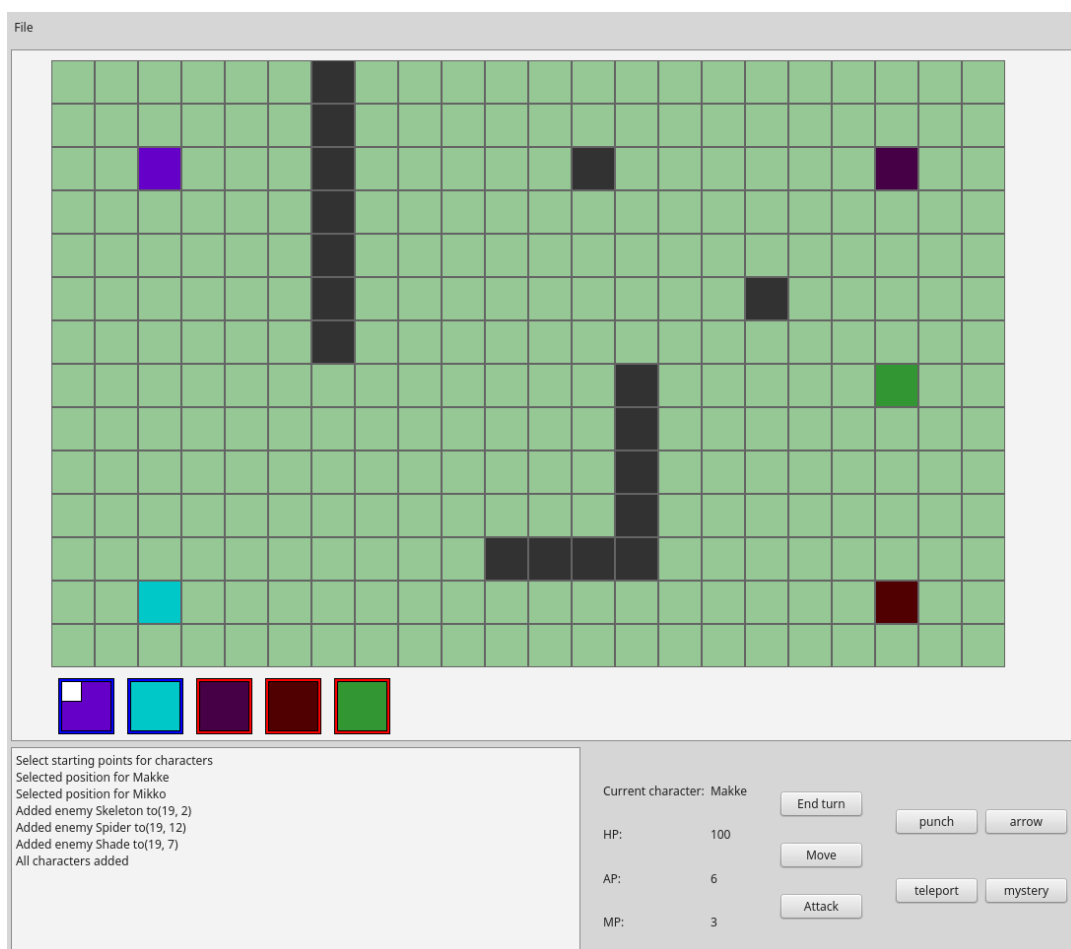 File
Select starting points for characters
Selected position for Makke
Selected position for Mikko
Added enemy Skeleton to(19, 2)
Added enemy Spider to(19, 12)
Added enemy Shade to(19, 7)
All characters added
Current character: Makke
HP: 100
AP: 6
MP: 3
End turn
Move
Attack
punch arrow
teleport mystery